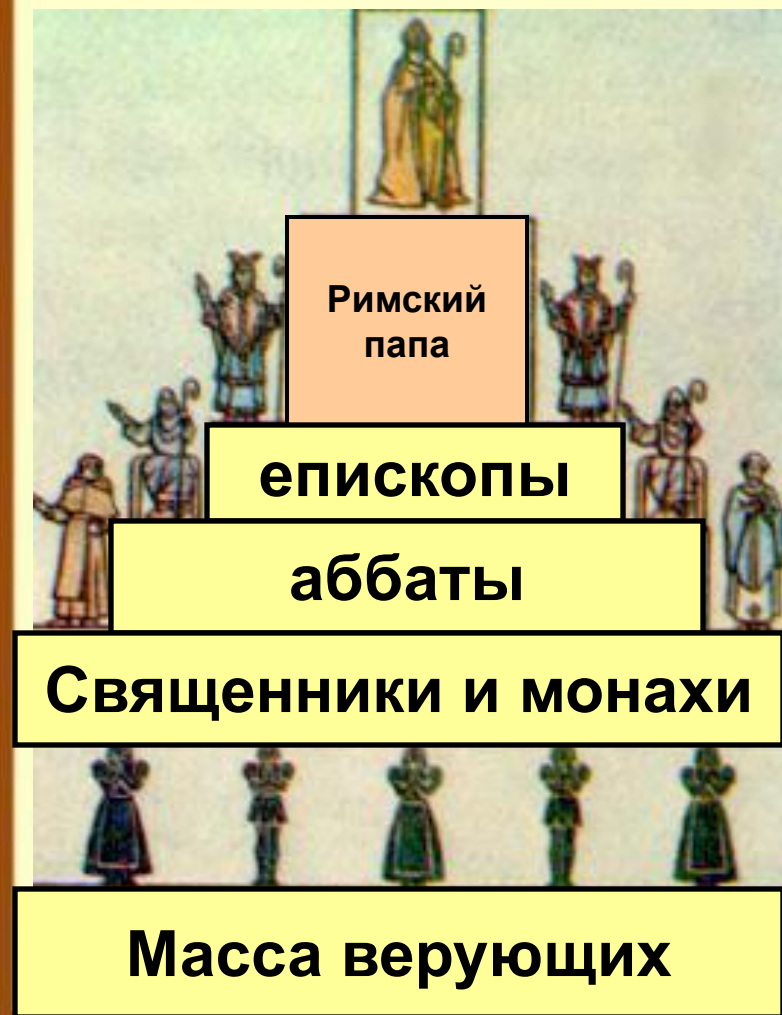 Римский
папа
епископы
аббаты
Священники и монахи
Масса верующих